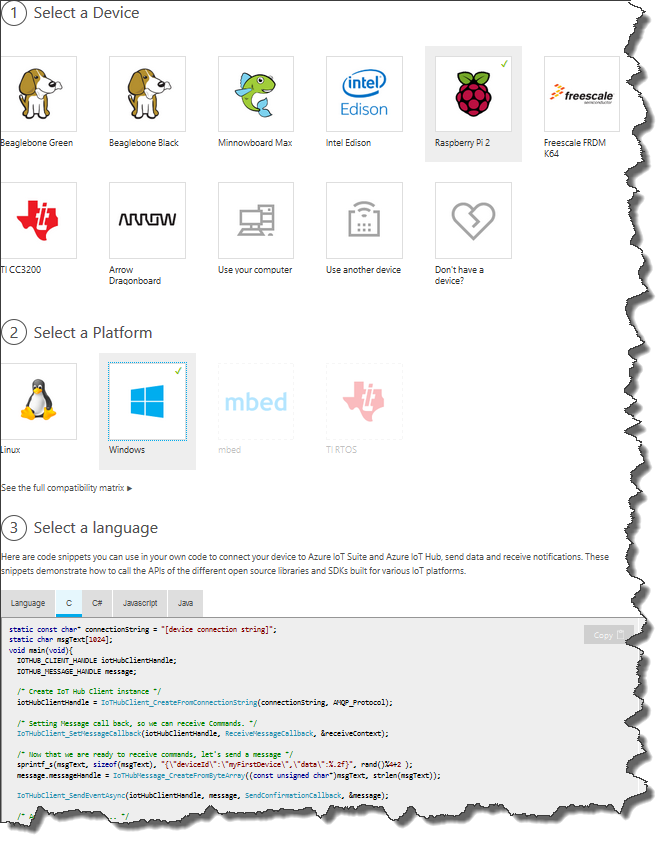 1 Select a Device
intel Edison
freescale semiconductor
Beaglebone Green
Beaglebone Black
Minnowboard Max
Intel Edison
Raspberry Pi 2
Freescale FRDM
K64
ti
ARROW
TI CC3200
Arrow
Dragonboard
Use your computer
Use another device
Don't have a
device?
2 Select a Platform
mbed
ti
Linux
Windows
mbed
TI RTOS
See the full compatibility matrix ▶
3 Select a language
Here are code snippets you can use in your own code to connect your device to Azure IoT Suite and Azure IoT Hub, send data and receive notifications. These
snippets demonstrate how to call the APIs of the different open source libraries and SDKs built for various IoT platforms.
Language C C# Javascript Java
Copy
static const char* connectionString = "[device connection string]";
static char msgText[1024];
void main(void){
IOTHUB_CLIENT_HANDLE iotHubClientHandle;
IOTHUB_MESSAGE_HANDLE message;
/* Create IoT Hub Client instance */
iotHubClientHandle = IoTHubClient_CreateFromConnectionString(connectionString, AMQP_Protocol);
/* Setting Message call back, so we can receive Commands. */
IoTHubClient_SetMessageCallback(iotHubClientHandle, ReceiveMessageCallback, &receiveContext);
/* Now that we are ready to receive commands, let's send a message */
sprintf_s(msgText, sizeof(msgText), "{\"deviceId\":\"myFirstDevice\",\"data\":%.2f}", rand()%4+2 );
message.messageHandle = IoTHubMessage_CreateFromByteArray((const unsigned char*)msgText, strlen(msgText));
IoTHubClient_SendEventAsync(iotHubClientHandle, message, SendConfirmationCallback, &message);